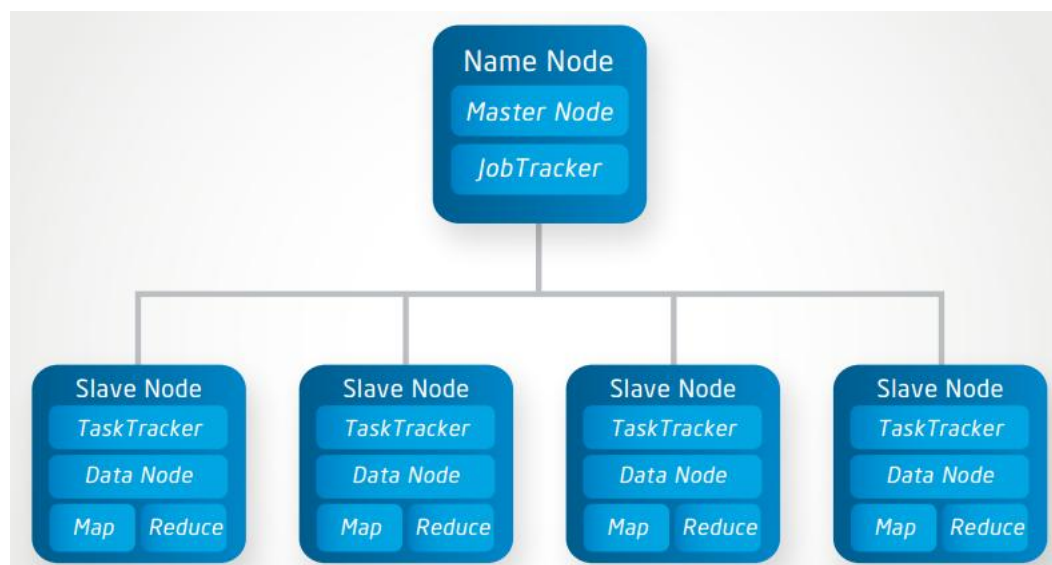 Name Node
Master Node
JobTracker
Slave Node
TaskTracker
Data Node
Map Reduce
Slave Node
TaskTracker
Data Node
Map Reduce
Slave Node
TaskTracker
Data Node
Map Reduce
Slave Node
TaskTracker
Data Node
Map Reduce